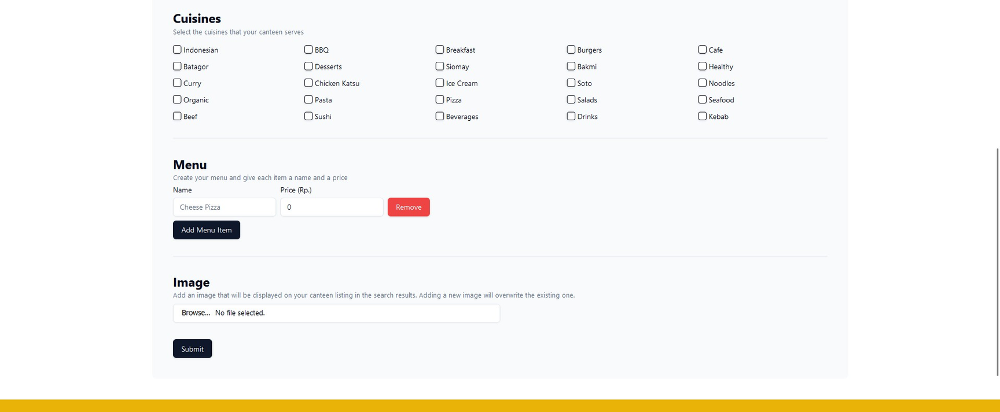 Cuisines
Select the cuisines that your canteen serves
Indonesian BBQ Breakfast Burgers Cafe
Batagor Desserts Siomay Bakmi Healthy
Curry Chicken Katsu Ice Cream Soto Noodles
Organic Pasta Pizza Salads Seafood
Beef Sushi Beverages Drinks Kebab
Menu
Create your menu and give each item a name and a price
Name Price (Rp.)
Cheese Pizza 0 Remove
Add Menu Item
Image
Add an image that will be displayed on your canteen listing in the search results. Adding a new image will overwrite the existing one.
Browse... No file selected.
Submit